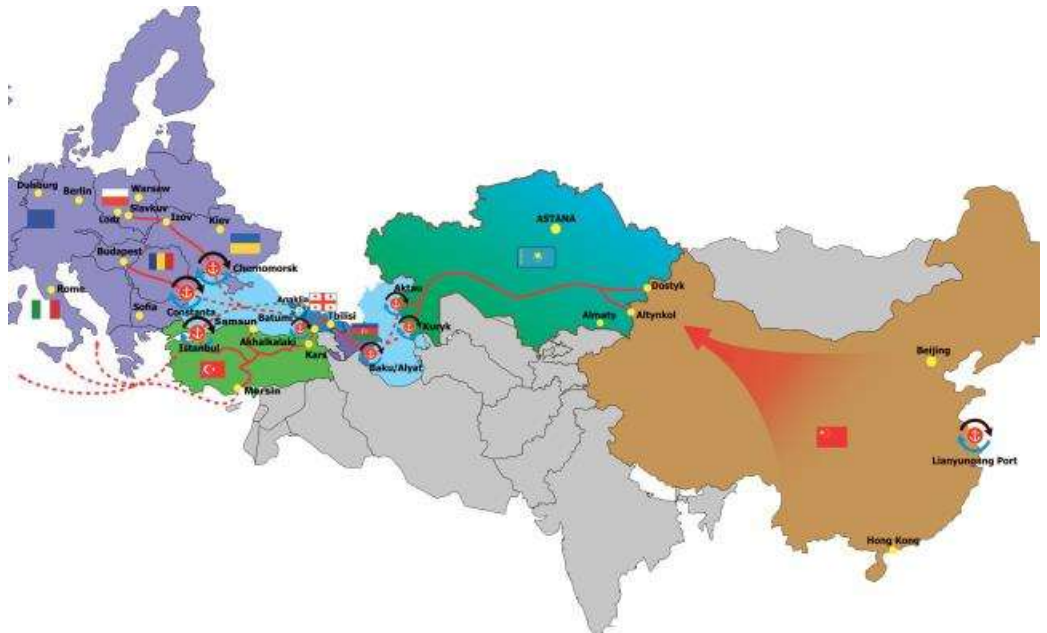 Duisburg
Berlin
Warsaw
Lodz
Slavkuv
Izov
Kiev
Budapest
Chernomorsk
Rome
Constanta
Sofia
Istanbul
Samsun
Batumi
Anaklia
Tbilisi
Akhalkalaki
Kars
Mersin
Baku/Alyat
Aktau
Kuryk
ASTANA
Dostyk
Almaty
Altynkol
Beijing
Lianyungang Port
Hong Kong